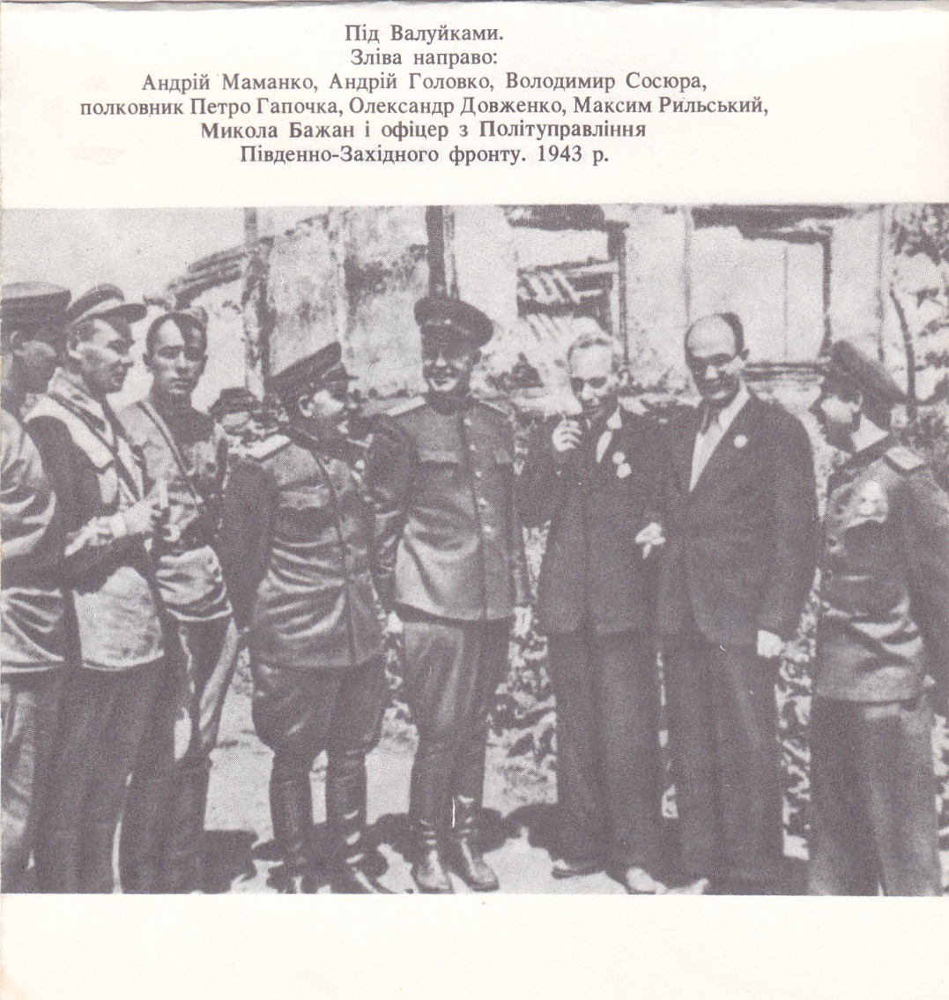 Під Валуйками.
Зліва направо:
Андрій Маманко, Андрій Головко, Володимир Сосюра,
полковник Петро Гапочка, Олександр Довженко, Максим Рильський,
Микола Бажан і офіцер з Політуправління
Південно-Західного фронту. 1943 р.